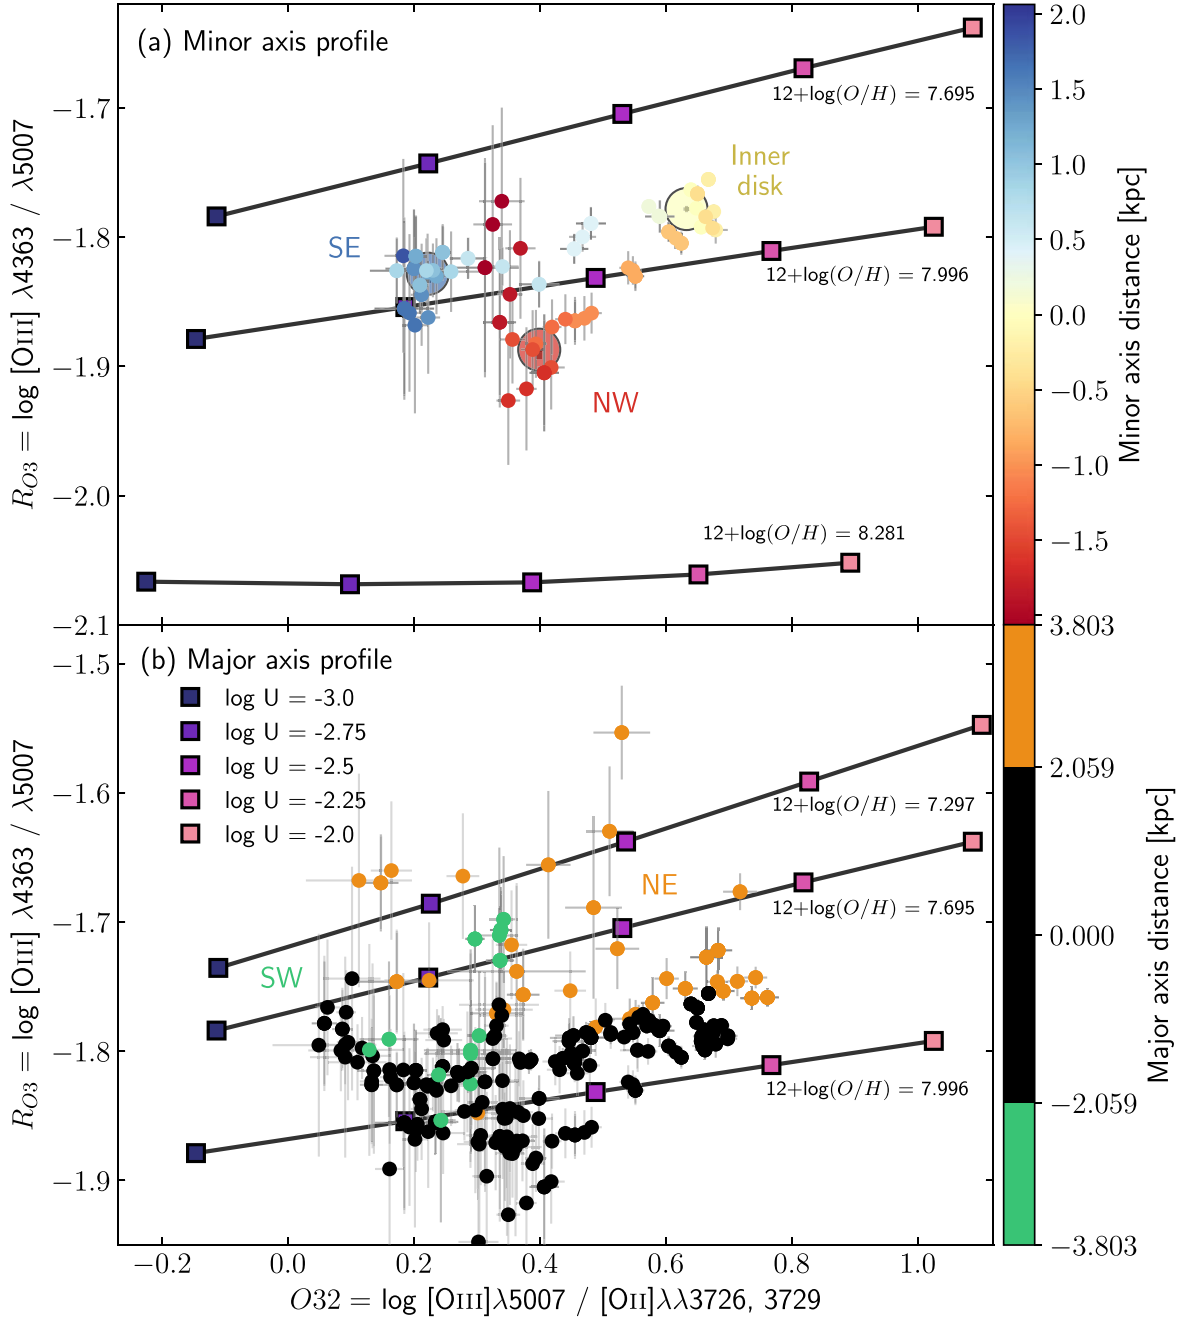 (a) Minor axis profile
12+log(O/H) = 7.695
Inner
disk
SE
12+log(O/H) = 7.996
NW
12+log(O/H) = 8.281
−1.7
−1.8
−1.9
−2.0
−2.1
R_{O3} = log [OIII] λ4363 / λ5007
2.0
1.5
1.0
0.5
0.0
−0.5
−1.0
−1.5
Minor axis distance [kpc]
(b) Major axis profile
log U = -3.0
log U = -2.75
log U = -2.5
log U = -2.25
log U = -2.0
12+log(O/H) = 7.297
NE
12+log(O/H) = 7.695
SW
12+log(O/H) = 7.996
−1.5
−1.6
−1.7
−1.8
−1.9
R_{O3} = log [OIII] λ4363 / λ5007
3.803
2.059
0.000
−2.059
−3.803
Major axis distance [kpc]
−0.2 0.0 0.2 0.4 0.6 0.8 1.0
O32 = log [OIII]λ5007 / [OII]λλ3726, 3729